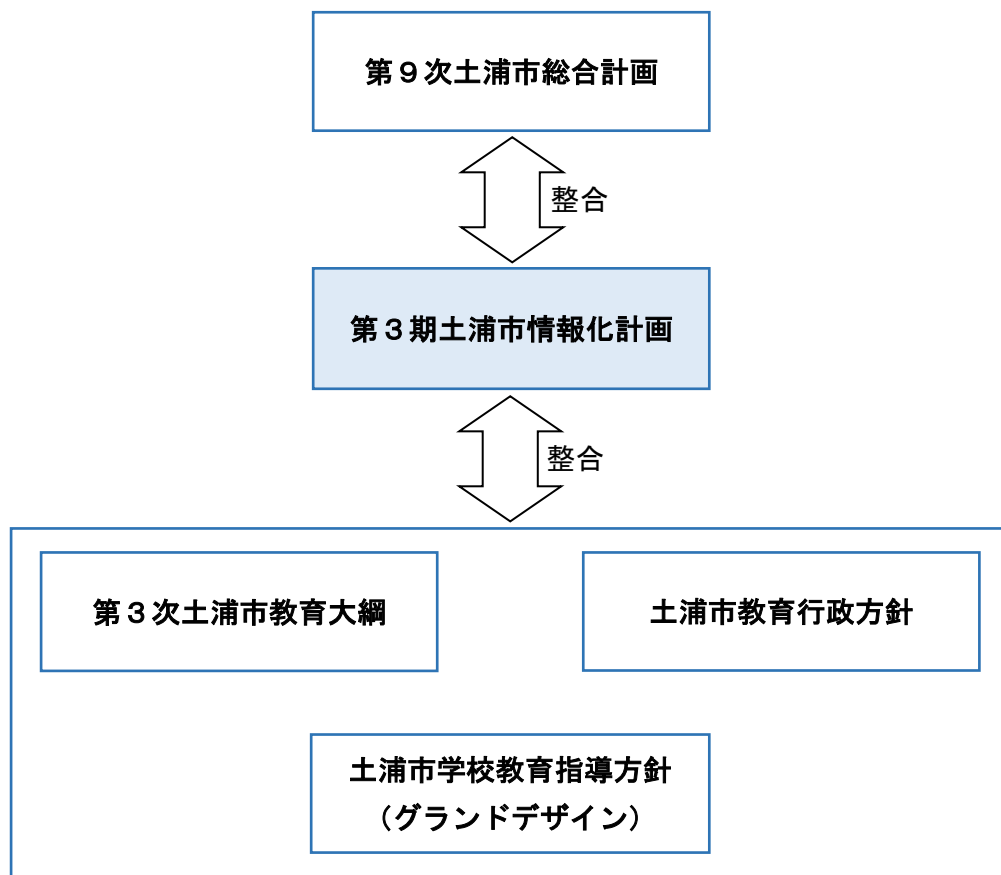 第９次土浦市総合計画
整合
第３期土浦市情報化計画
整合
第３次土浦市教育大綱
土浦市教育行政方針
土浦市学校教育指導方針
（グランドデザイン）